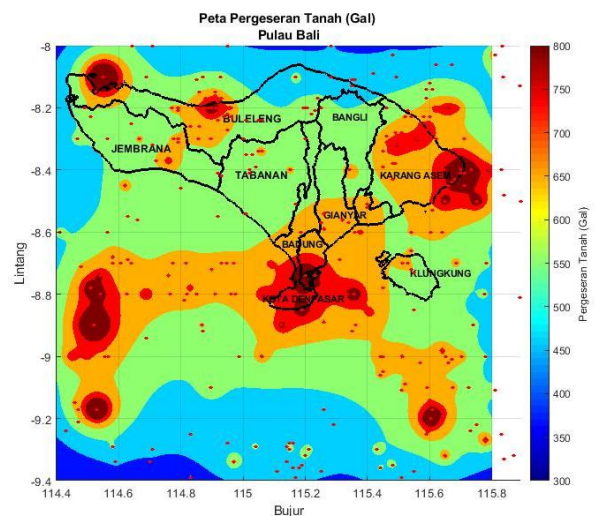 Peta Pergeseran Tanah (Gal)
Pulau Bali
-8
-8.2
-8.4
-8.6
-8.8
-9
-9.2
-9.4
Lintang
BULELENG
BANGLI
JEMBRANA
TABANAN
KARANG ASEM
GIANYAR
BADUNG
KLUNGKUNG
KOTA DENPASAR
114.4 114.6 114.8 115 115.2 115.4 115.6 115.8
Bujur
800
750
700
650
600
550
500
450
400
350
300
Pergeseran Tanah (Gal)